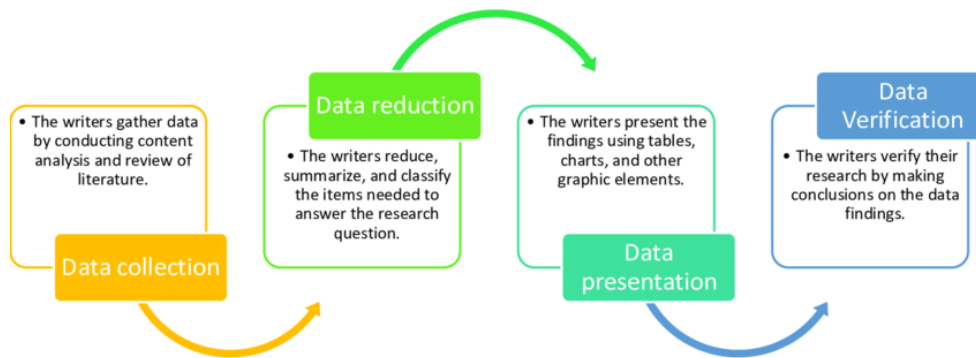 • The writers gather data
by conducting content
analysis and review of
literature.
Data collection
Data reduction
• The writers reduce,
summarize, and classify
the items needed to
answer the research
question.
• The writers present the
findings using tables,
charts, and other
graphic elements.
Data
presentation
Data
Verification
• The writers verify their
research by making
conclusions on the data
findings.